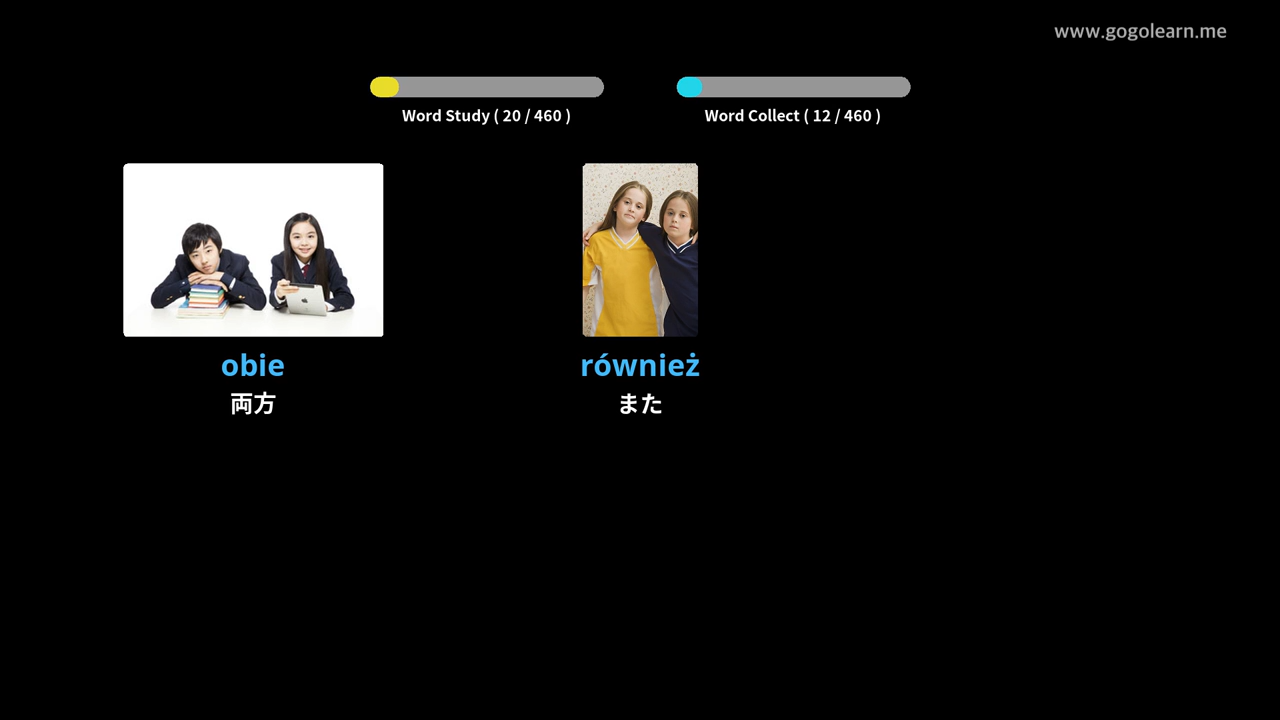 www.gogolearn.me
Word Study ( 20 / 460 )
Word Collect ( 12 / 460 )
obie
両方
również
また